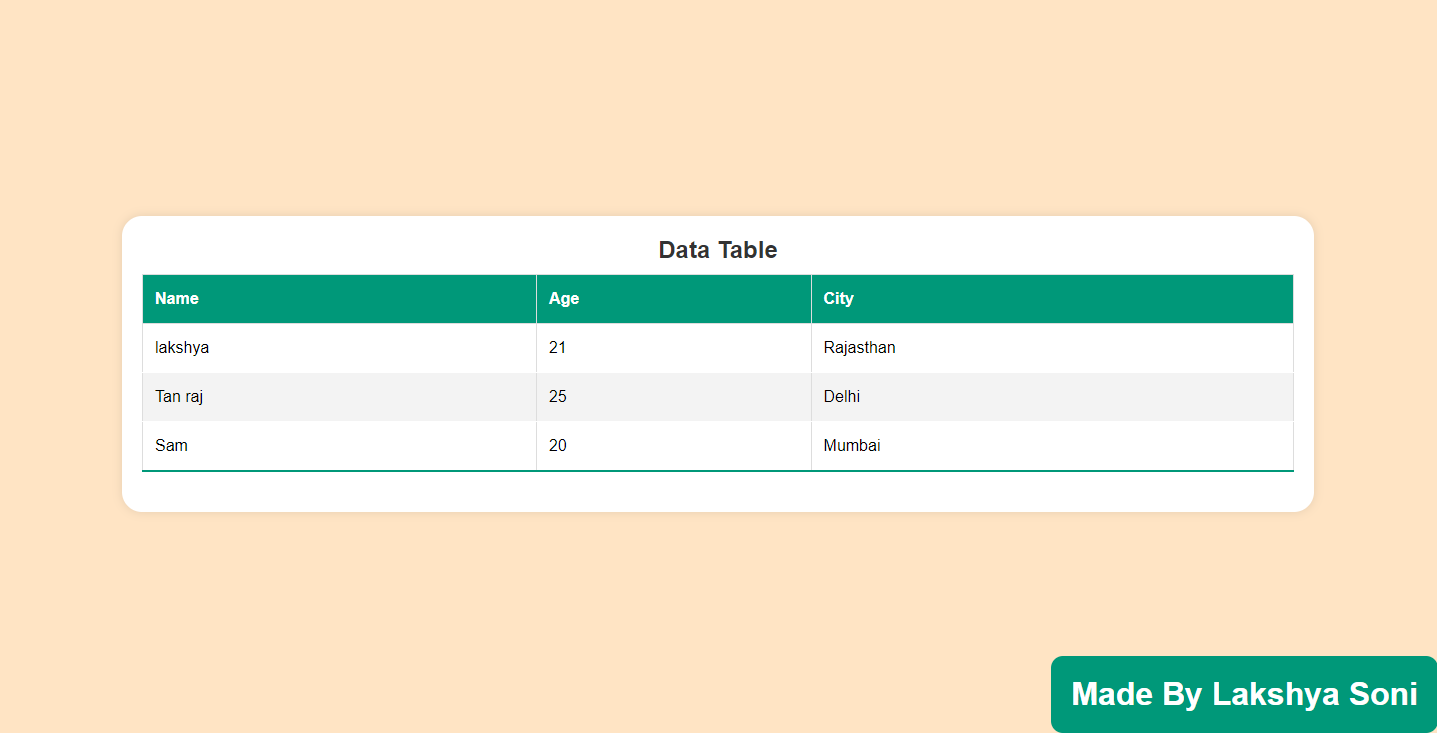 Data Table
Name Age City
lakshya 21 Rajasthan
Tan raj 25 Delhi
Sam 20 Mumbai
Made By Lakshya Soni